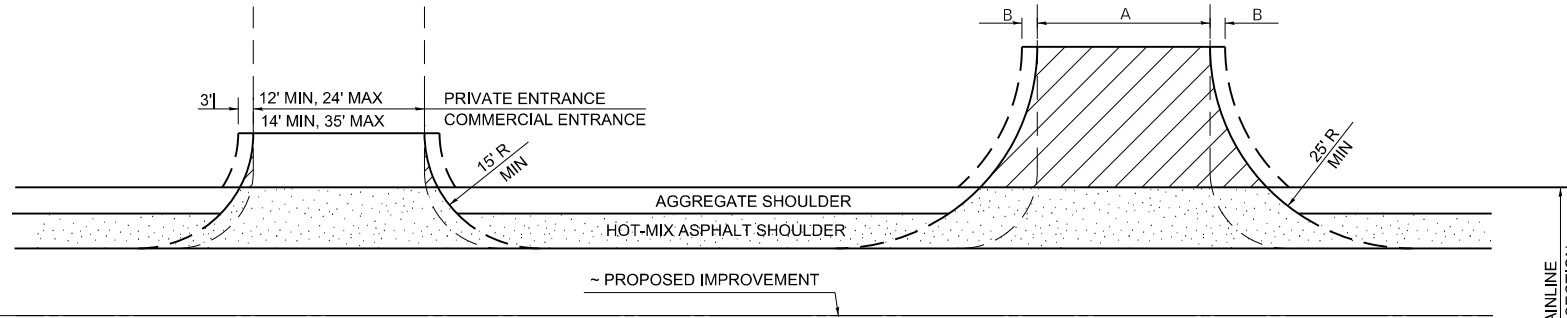 B A B
3' 12' MIN, 24' MAX PRIVATE ENTRANCE
14' MIN, 35' MAX COMMERCIAL ENTRANCE
15' R
MIN
25' R
MIN
AGGREGATE SHOULDER
HOT-MIX ASPHALT SHOULDER
~ PROPOSED IMPROVEMENT